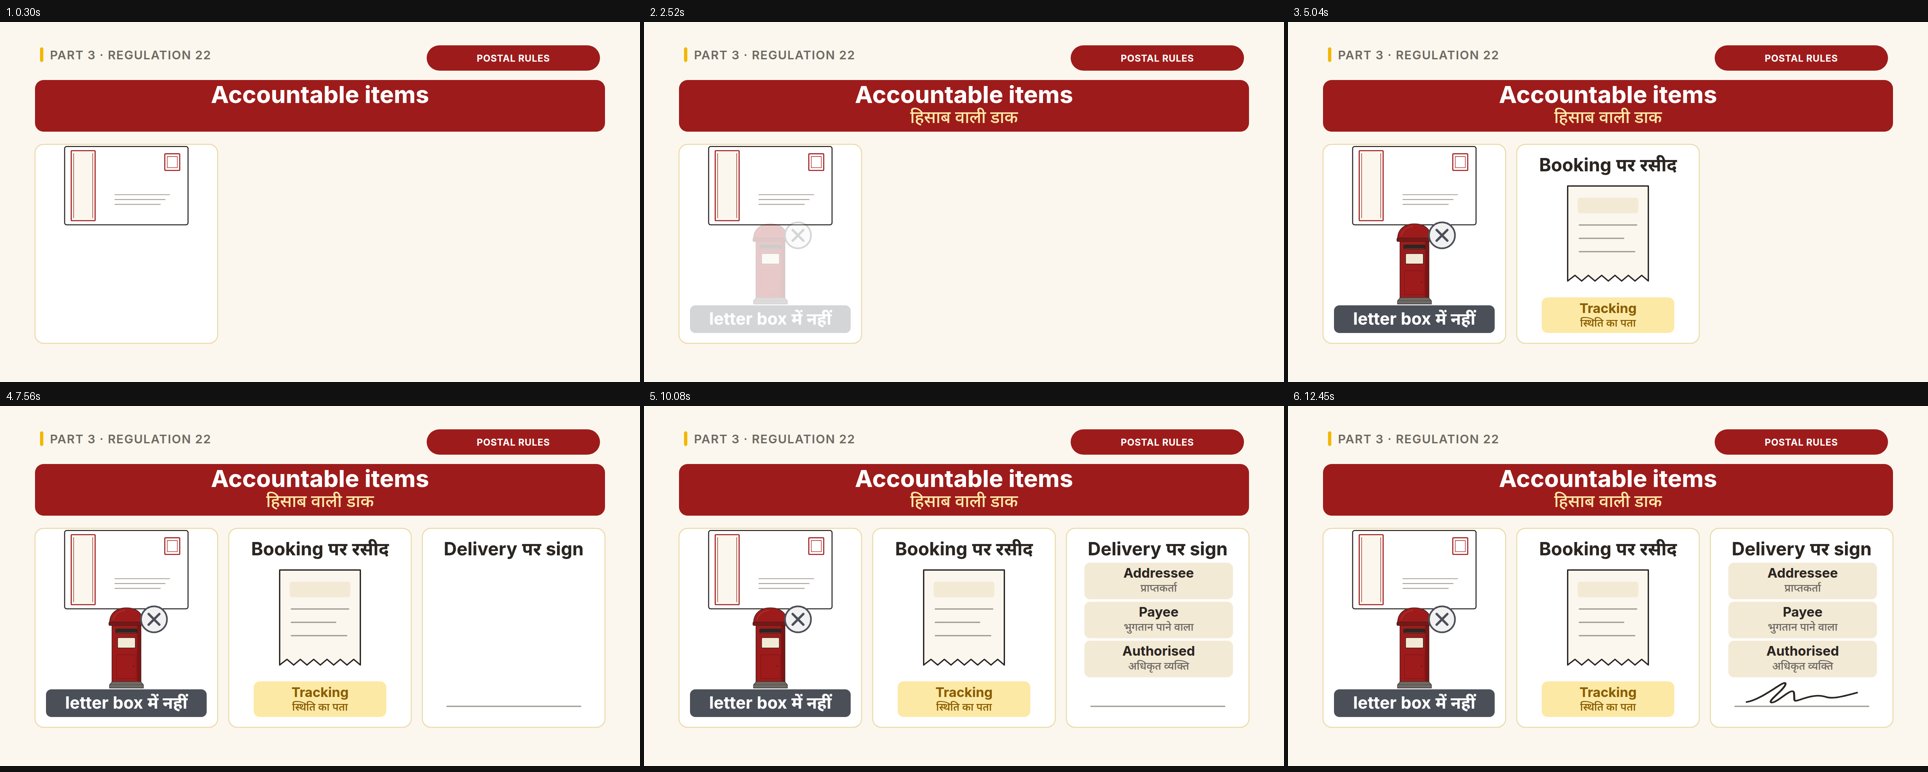 1. 0.30s
PART 3 · REGULATION 22
POSTAL RULES
Accountable items
2. 2.52s
PART 3 · REGULATION 22
POSTAL RULES
Accountable items
हिसाब वाली डाक
letter box में नहीं
3. 5.04s
PART 3 · REGULATION 22
POSTAL RULES
Accountable items
हिसाब वाली डाक
letter box में नहीं
Booking पर रसीद
Tracking
स्थिति का पता
4. 7.56s
PART 3 · REGULATION 22
POSTAL RULES
Accountable items
हिसाब वाली डाक
letter box में नहीं
Booking पर रसीद
Tracking
स्थिति का पता
Delivery पर sign
5. 10.08s
PART 3 · REGULATION 22
POSTAL RULES
Accountable items
हिसाब वाली डाक
letter box में नहीं
Booking पर रसीद
Tracking
स्थिति का पता
Delivery पर sign
Addressee
प्राप्तकर्ता
Payee
भुगतान पाने वाला
Authorised
अधिकृत व्यक्ति
6. 12.45s
PART 3 · REGULATION 22
POSTAL RULES
Accountable items
हिसाब वाली डाक
letter box में नहीं
Booking पर रसीद
Tracking
स्थिति का पता
Delivery पर sign
Addressee
प्राप्तकर्ता
Payee
भुगतान पाने वाला
Authorised
अधिकृत व्यक्ति